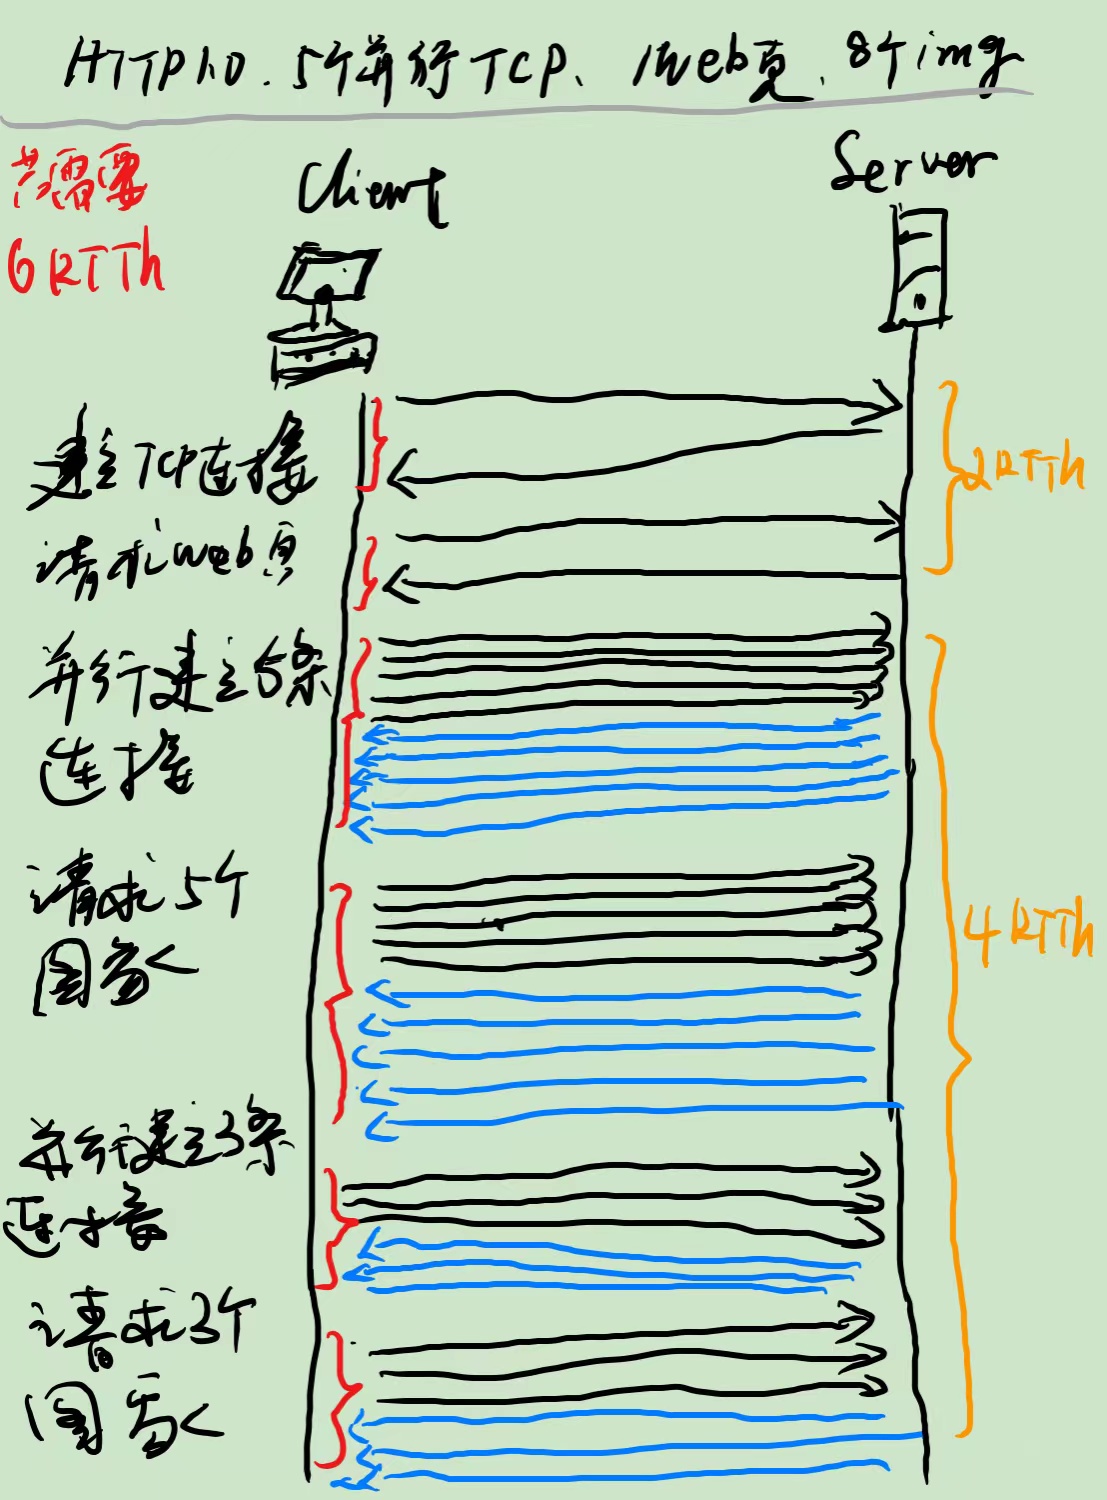 HTTP1.0.5个并行TCP、1Web页、8个img
共需要
6RTTh
Client
Server
建立TCP连接
2RTTh
请求web页
并行建立5条
连接
请求5个
图象
4RTTh
并行建立3条
连接
请求3个
图象